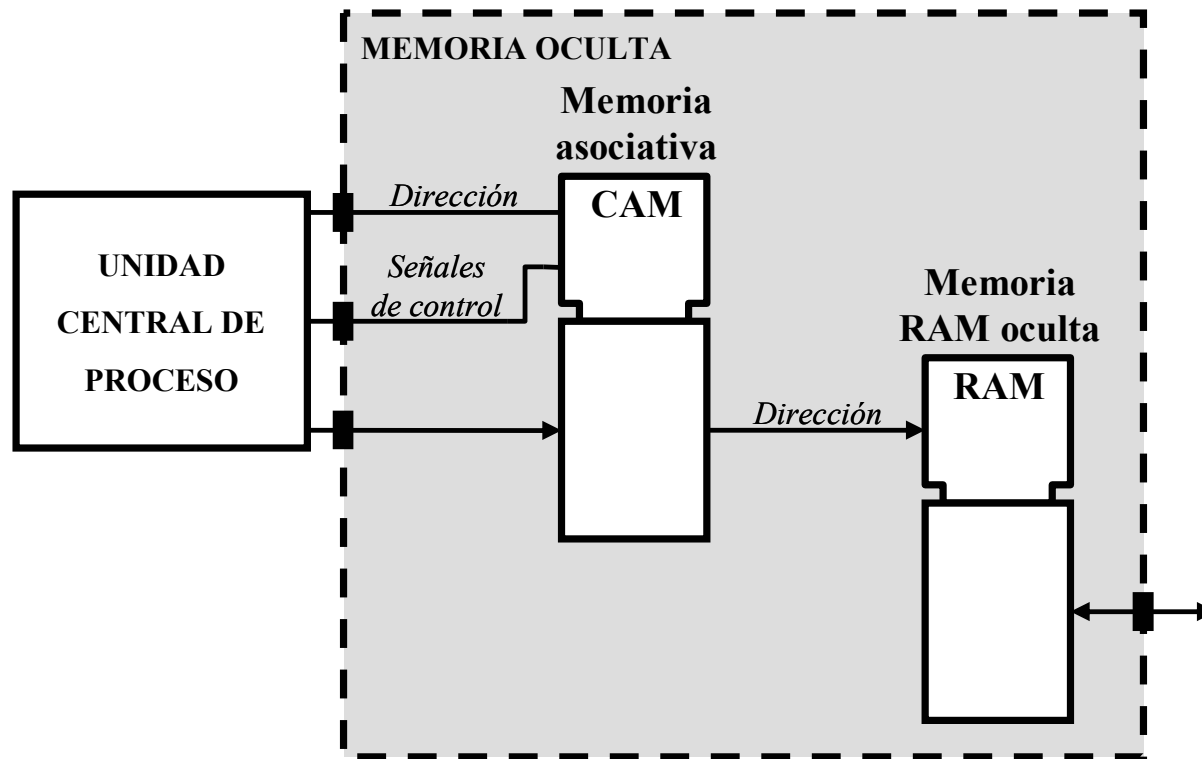 MEMORIA OCULTA
Memoria
asociativa
CAM
Dirección
Señales
de control
UNIDAD
CENTRAL DE
PROCESO
Dirección
Memoria
RAM oculta
RAM